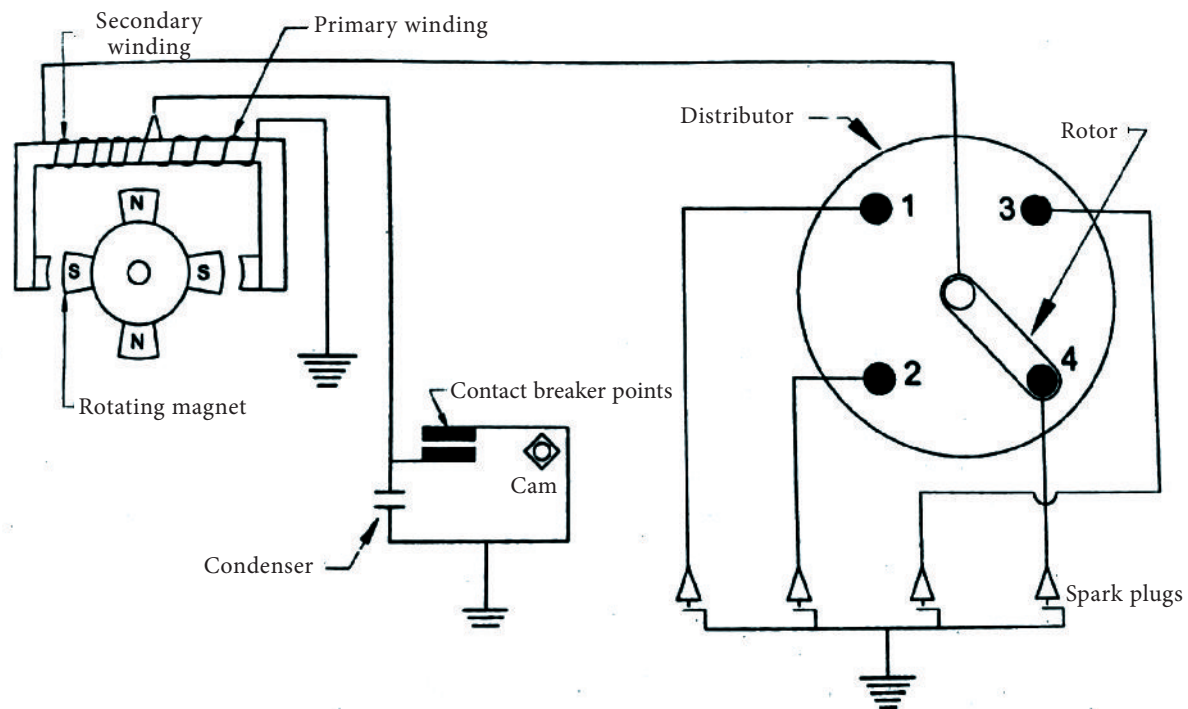 Secondary
winding
Primary winding
Distributor
Rotor
1
3
N
S
S
N
2
4
Rotating magnet
Contact breaker points
Cam
Condenser
Spark plugs